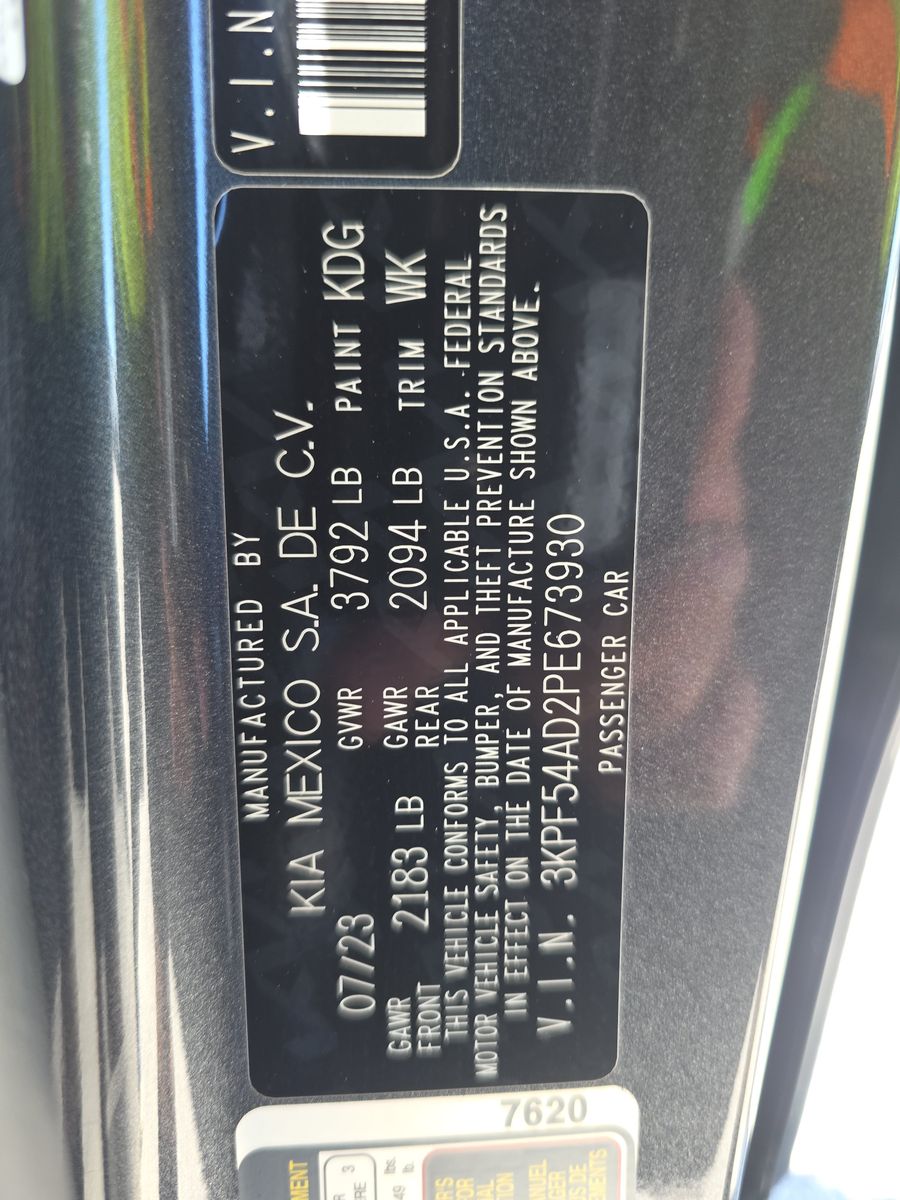 V.I.N
MANUFACTURED BY
KIA MEXICO S.A. DE C.V.
07/23 GVWR 3792 LB PAINT KDG
GAWR FRONT 2183 LB GAWR REAR 2094 LB TRIM WK
THIS VEHICLE CONFORMS TO ALL APPLICABLE U.S.A. FEDERAL
MOTOR VEHICLE SAFETY, BUMPER, AND THEFT PREVENTION STANDARDS
IN EFFECT ON THE DATE OF MANUFACTURE SHOWN ABOVE.
V.I.N. 3KPF54AD2PE673930
PASSENGER CAR
7620
3
lbs.